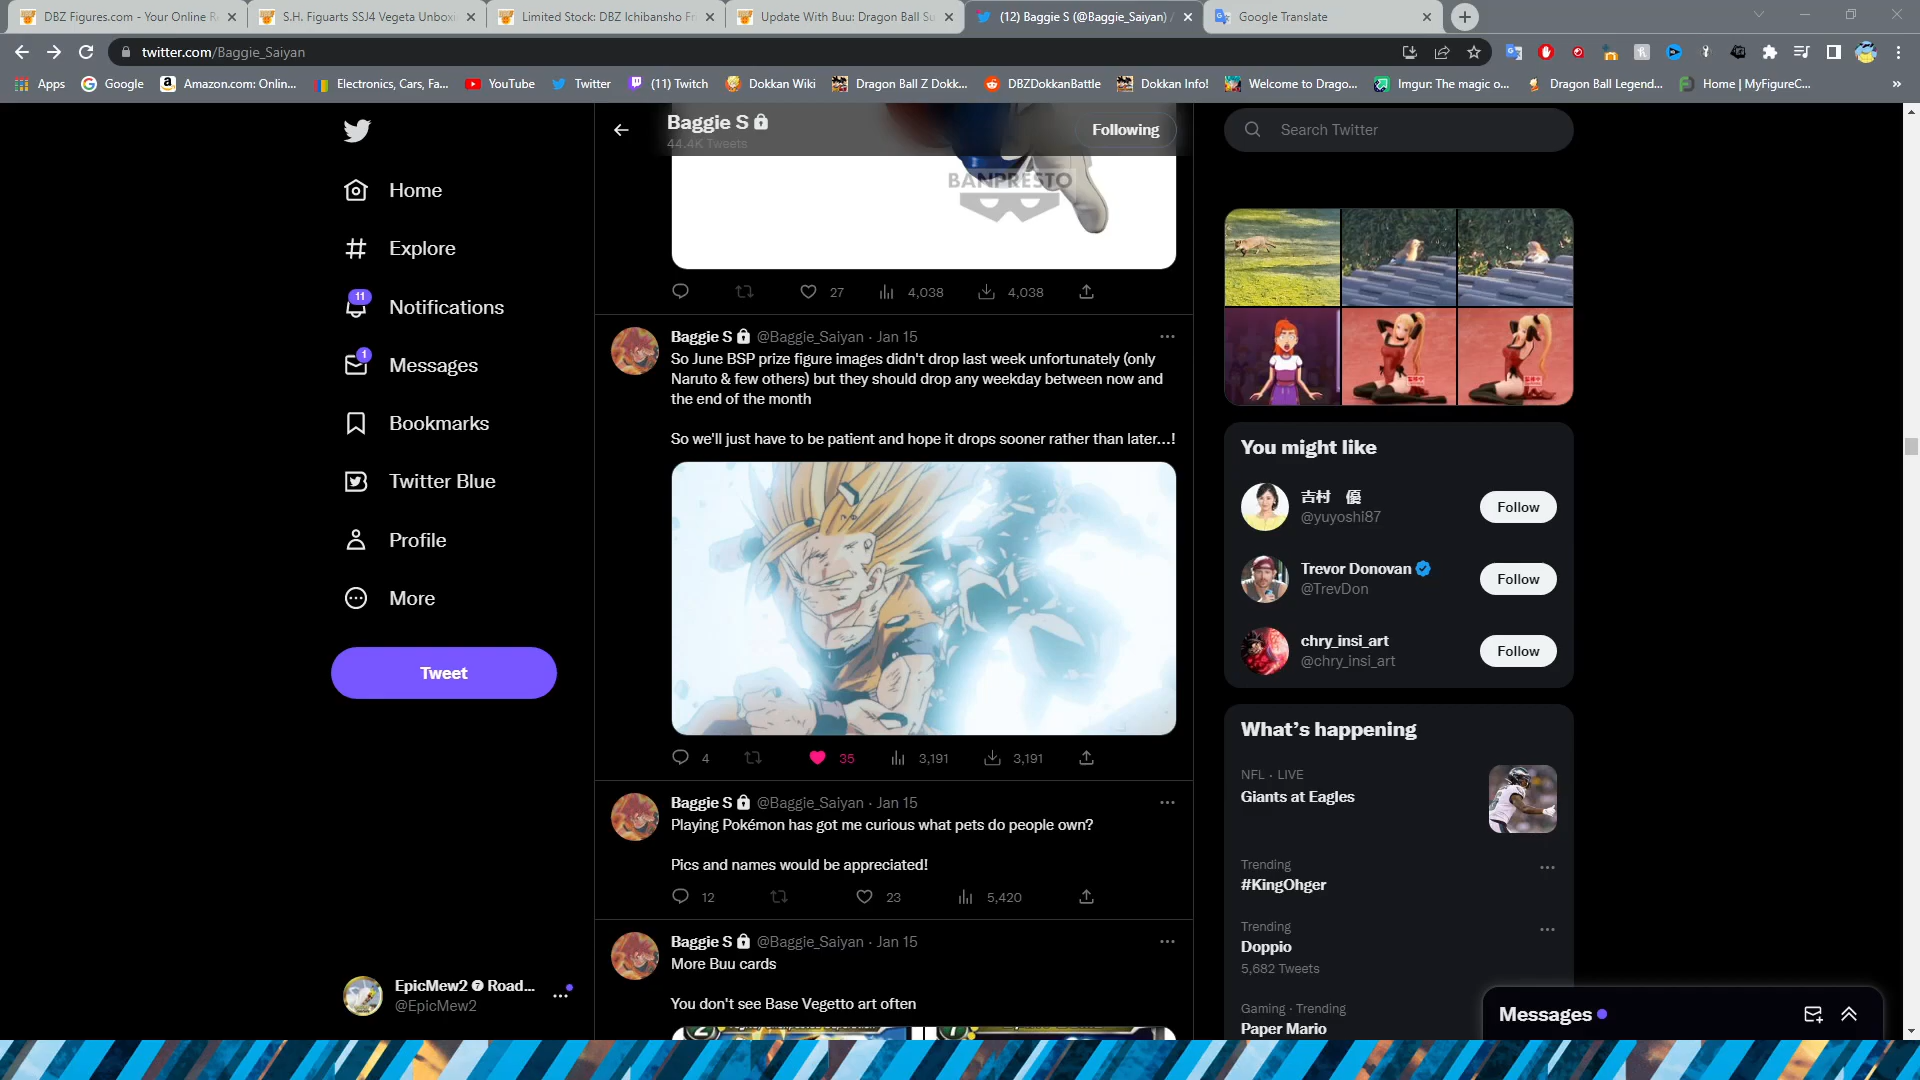 DBZ Figures.com - Your Online R
S.H. Figuarts SSJ4 Vegeta Unboxi
Limited Stock: DBZ Ichibansho Fi
Update With Buu: Dragon Ball Su
(12) Baggie S (@Baggie_Saiyan) /
Google Translate
twitter.com/Baggie_Saiyan
Apps
Google
Amazon.com: Onlin...
Electronics, Cars, Fa...
YouTube
Twitter
(11) Twitch
Dokkan Wiki
Dragon Ball Z Dokk...
DBZDokkanBattle
Dokkan Info!
Welcome to Drago...
Imgur: The magic o...
Dragon Ball Legend...
Home | MyFigureC...
»
Home
Explore
11
Notifications
1
Messages
Bookmarks
Twitter Blue
Profile
More
Tweet
EpicMew2 Road...
@EpicMew2
Baggie S
44.4K Tweets
Following
BANPRESTO
27
4,038
4,038
Baggie S @Baggie_Saiyan · Jan 15
So June BSP prize figure images didn't drop last week unfortunately (only
Naruto & few others) but they should drop any weekday between now and
the end of the month
So we'll just have to be patient and hope it drops sooner rather than later...!
4
35
3,191
3,191
Baggie S @Baggie_Saiyan · Jan 15
Playing Pokémon has got me curious what pets do people own?
Pics and names would be appreciated!
12
23
5,420
Baggie S @Baggie_Saiyan · Jan 15
More Buu cards
You don't see Base Vegetto art often
Search Twitter
You might like
吉村 優
@yuyoshi87
Follow
Trevor Donovan
@TrevDon
Follow
chry_insi_art
@chry_insi_art
Follow
What's happening
NFL · LIVE
Giants at Eagles
Trending
#KingOhger
Trending
Doppio
5,682 Tweets
Gaming · Trending
Paper Mario
Messages